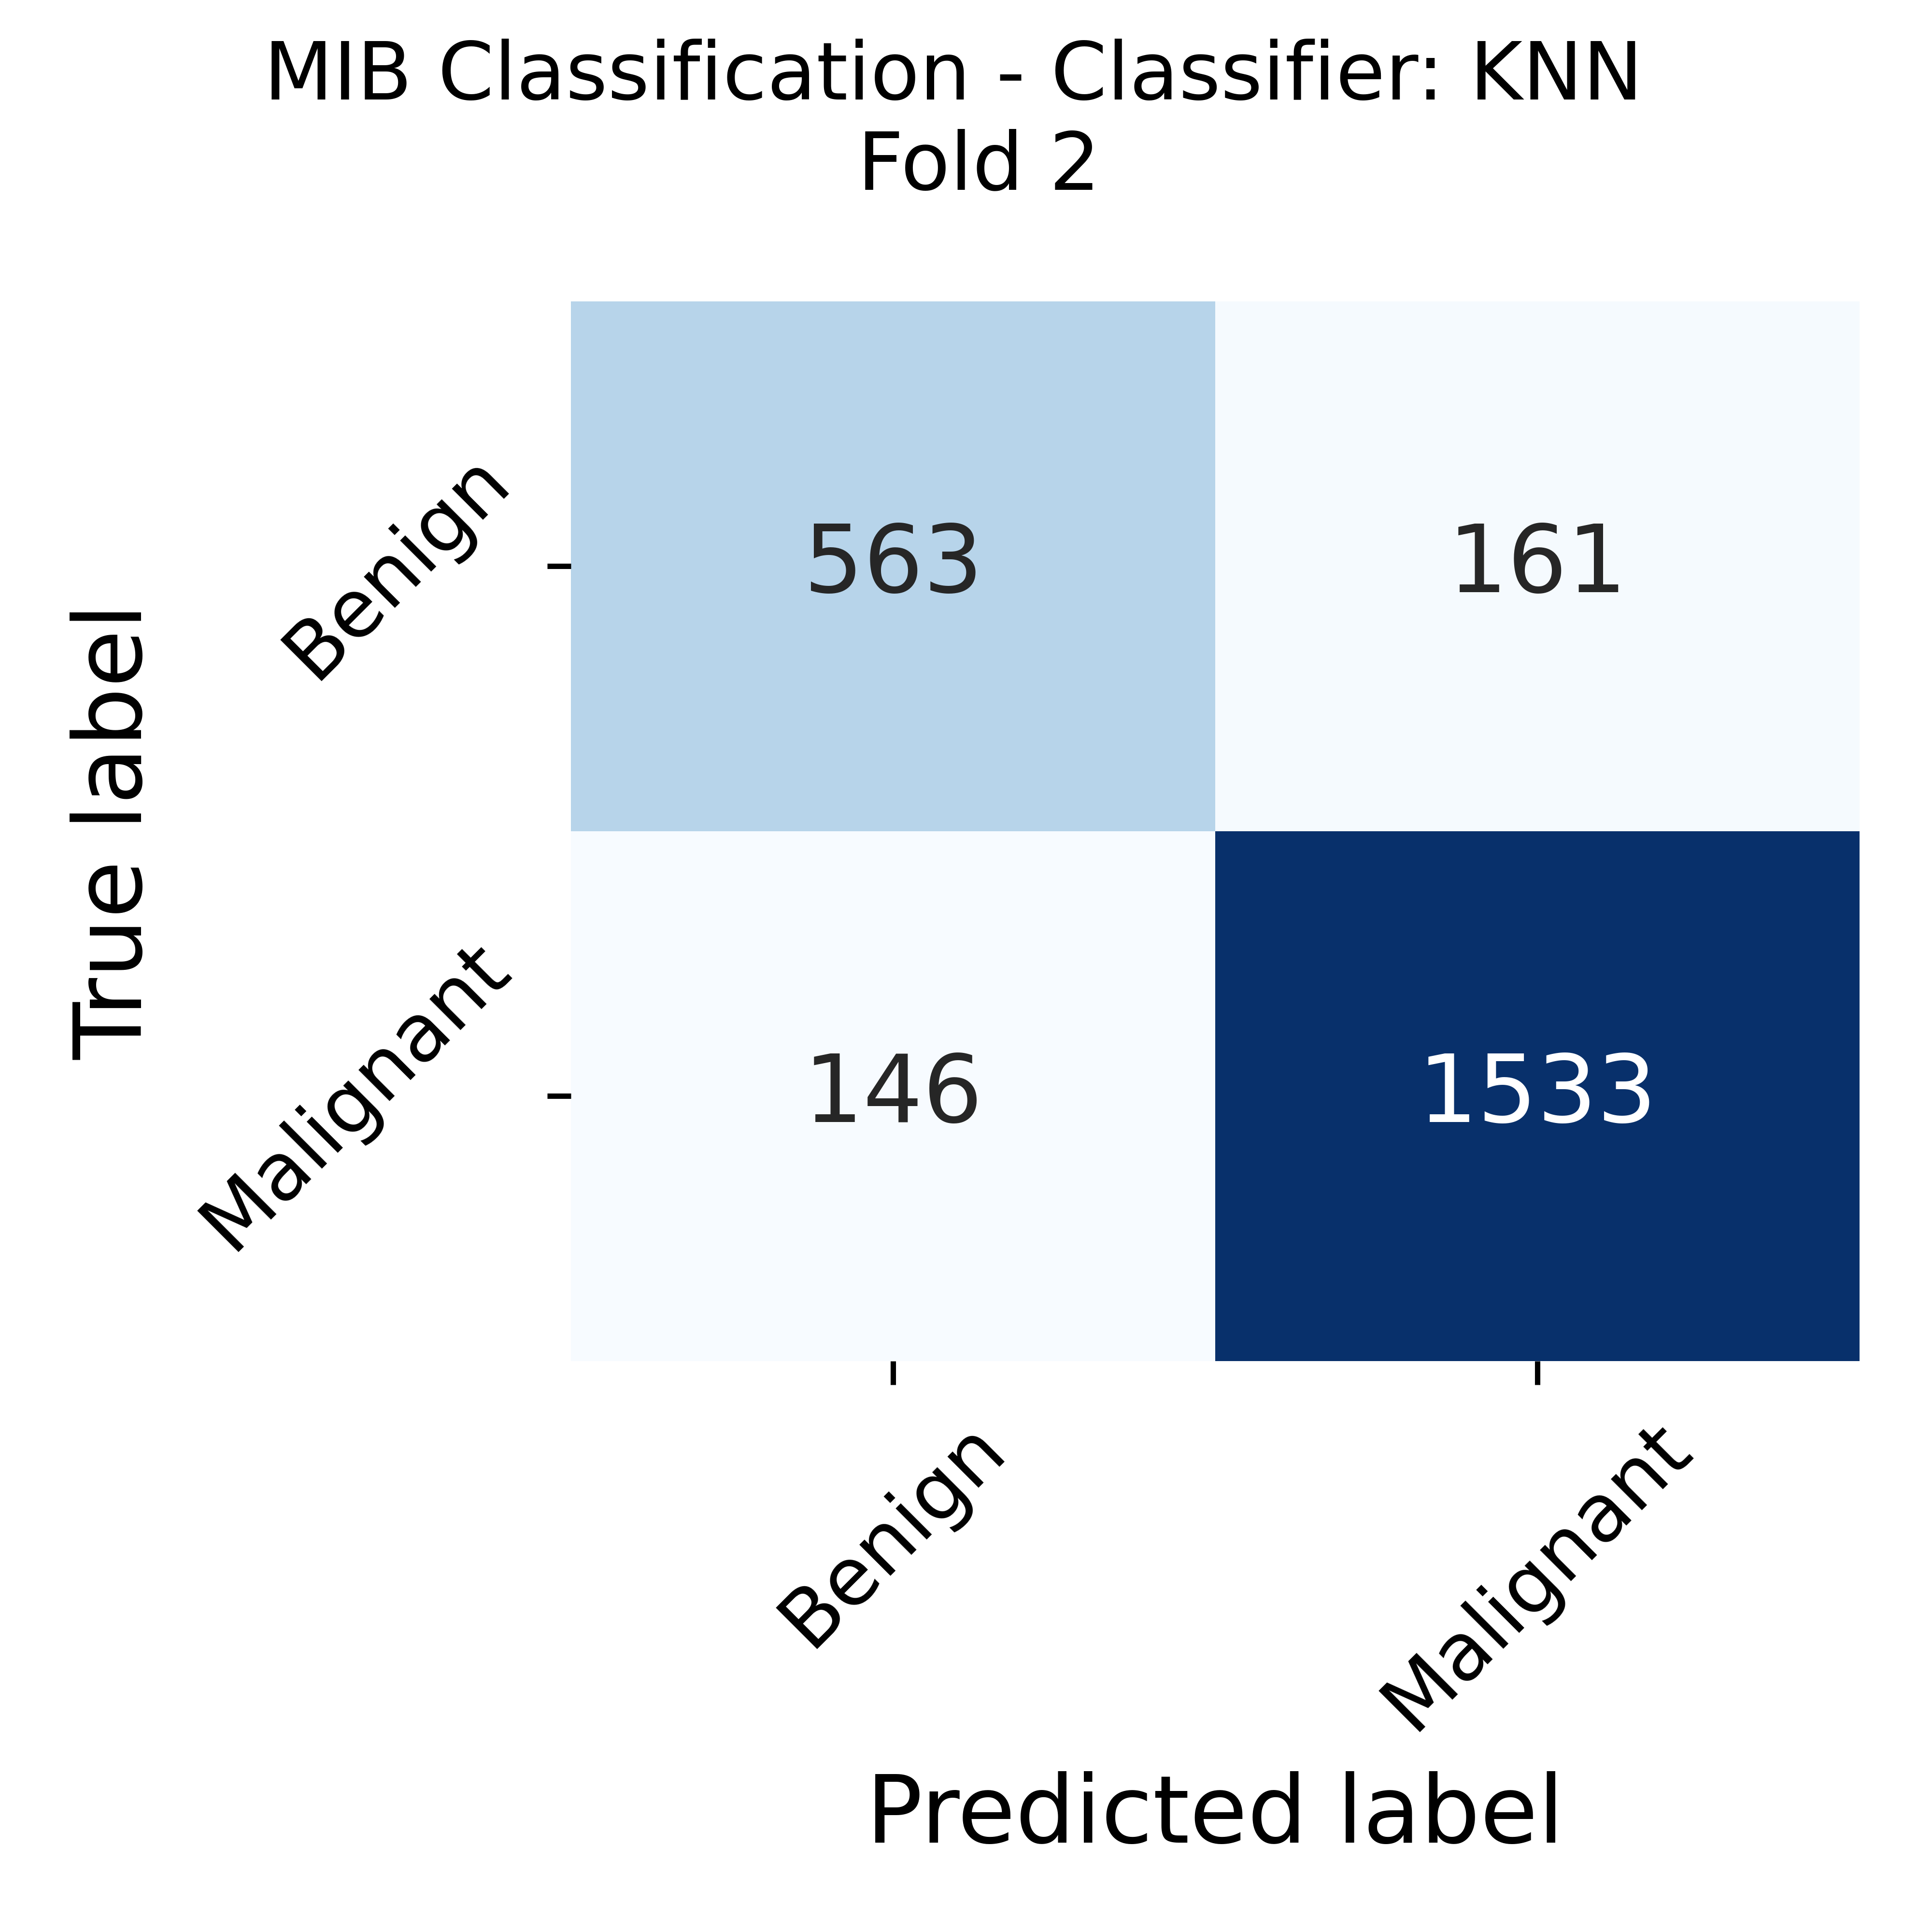 MIB Classification - Classifier: KNN
Fold 2
True label
Benign
563
161
Malignant
146
1533
Benign
Malignant
Predicted label